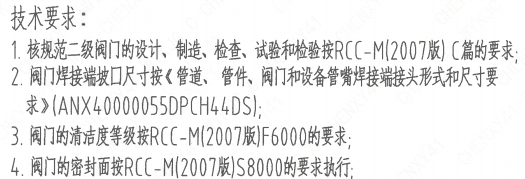 技术要求：
1. 核规范二级阀门的设计、制造、检查、试验和检验按RCC-M(2007版) C篇的要求;
2. 阀门焊接端坡口尺寸按《管道、管件、阀门和设备管嘴焊接端接头形式和尺寸要
求》(ANX40000055DPCH44DS);
3. 阀门的清洁度等级按RCC-M(2007版)F6000的要求;
4. 阀门的密封面按RCC-M(2007版)S8000的要求执行;